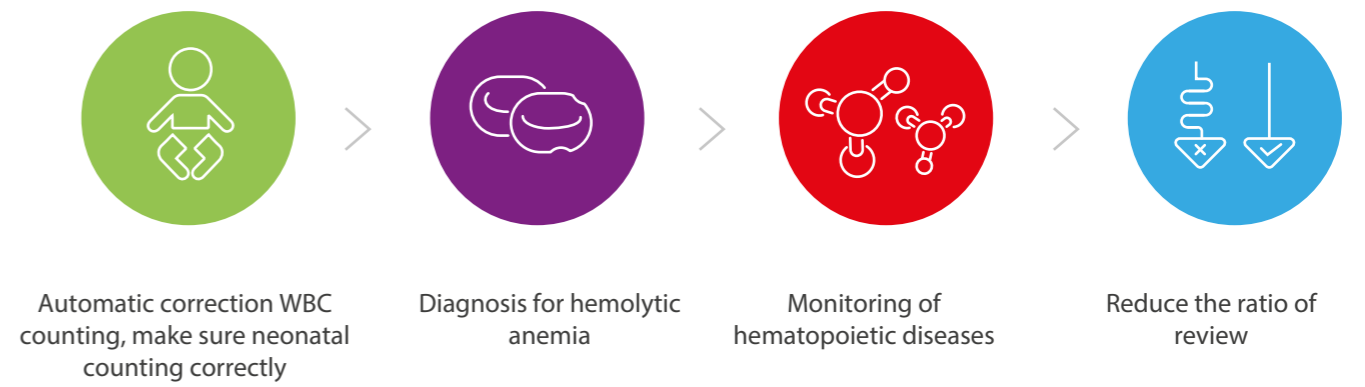 Automatic correction WBC
counting, make sure neonatal
counting correctly
Diagnosis for hemolytic
anemia
Monitoring of
hematopoietic diseases
Reduce the ratio of
review